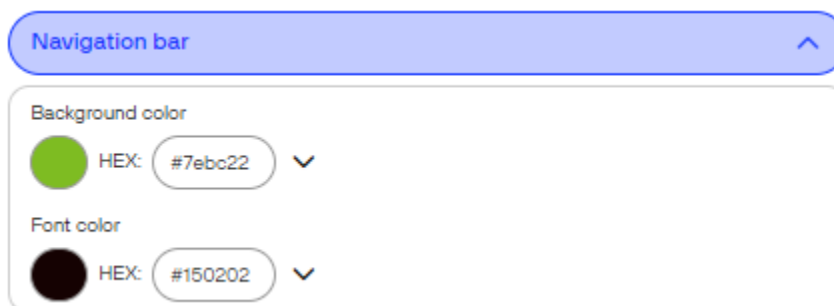 Navigation bar
Background color
HEX: #7ebc22
Font color
HEX: #150202